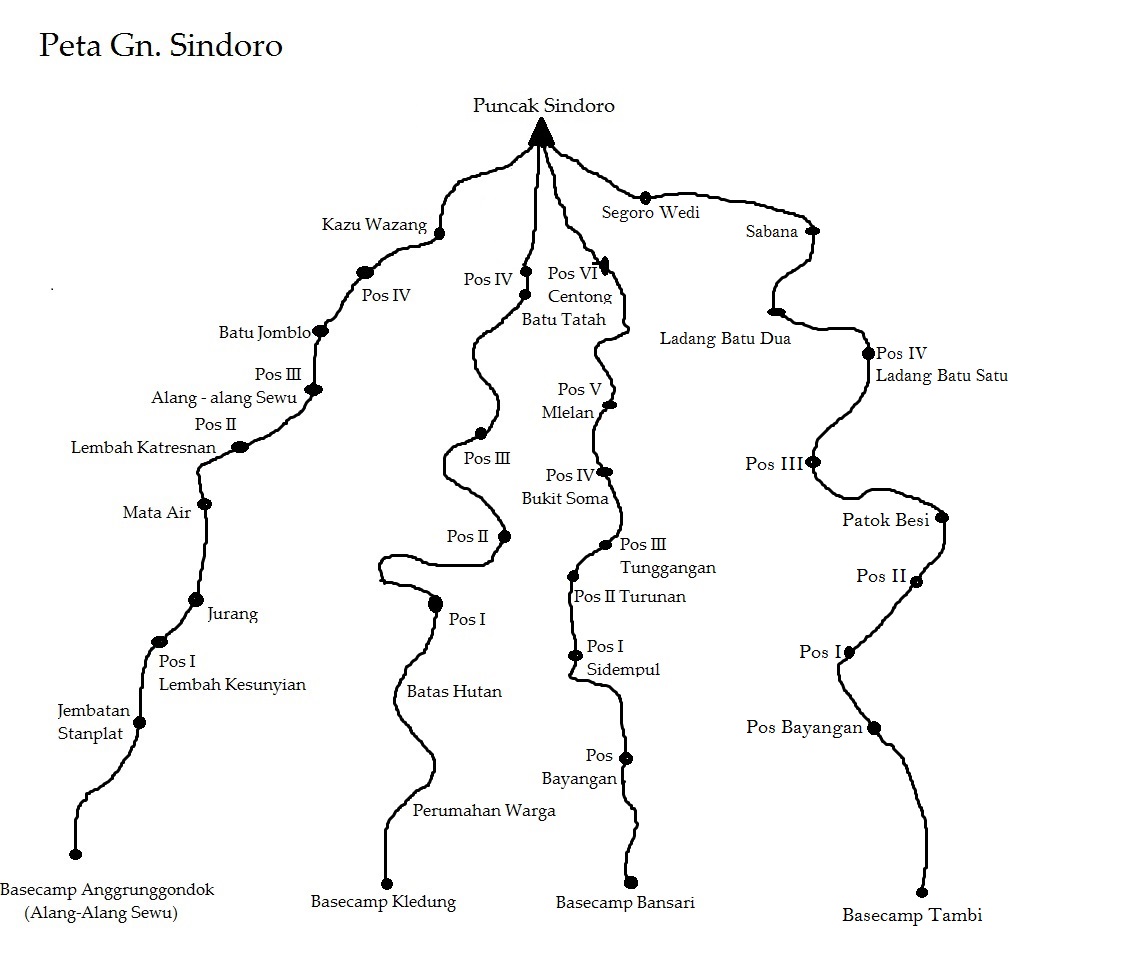 Peta Gn. Sindoro
Puncak Sindoro
Kazu Wazang
Pos IV
Batu Jomblo
Pos III
Alang - alang Sewu
Pos II
Lembah Katresnan
Mata Air
Jurang
Pos I
Lembah Kesunyian
Jembatan
Stanplat
Basecamp Anggrunggondok
(Alang-Alang Sewu)
Pos IV
Batu Tatah
Pos III
Pos II
Pos I
Batas Hutan
Perumahan Warga
Basecamp Kledung
Pos VI
Centong
Pos V
Mlelan
Pos IV
Bukit Soma
Pos III
Tunggangan
Pos II Turunan
Pos I
Sidempul
Pos
Bayangan
Basecamp Bansari
Segoro Wedi
Sabana
Ladang Batu Dua
Pos IV
Ladang Batu Satu
Pos III
Patok Besi
Pos II
Pos I
Pos Bayangan
Basecamp Tambi